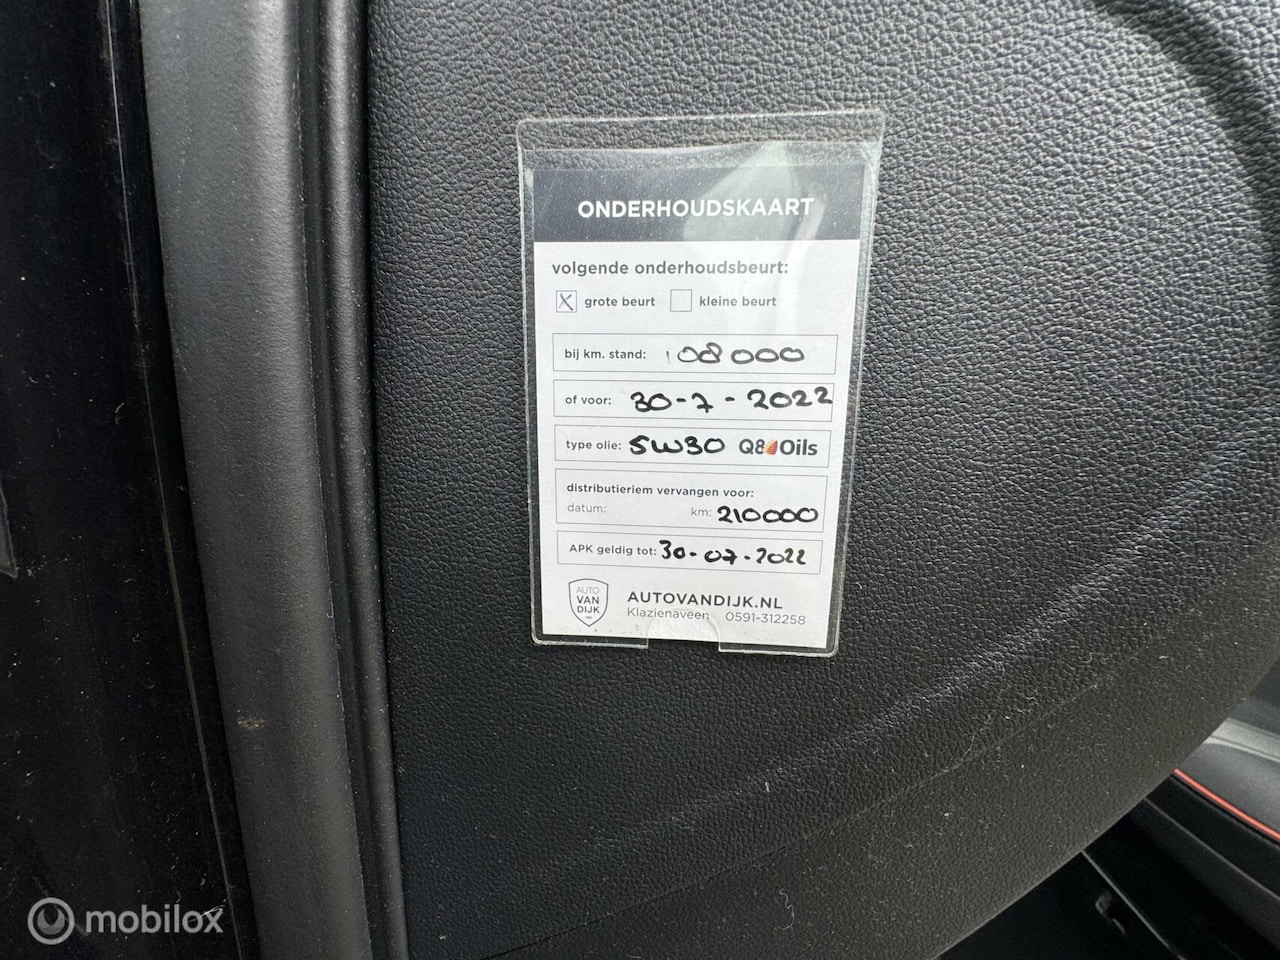 ONDERHOUDSKAART
volgende onderhoudsbeurt:
X grote beurt kleine beurt
bij km. stand: 108000
of voor: 30-7-2022
type olie: 5W30 Q8 Oils
distributieriem vervangen voor:
datum: km: 210000
APK geldig tot: 30-07-2022
AUTO
VAN
DIJK
AUTOVANDIJK.NL
Klazienaveen 0591-312258
mobilox